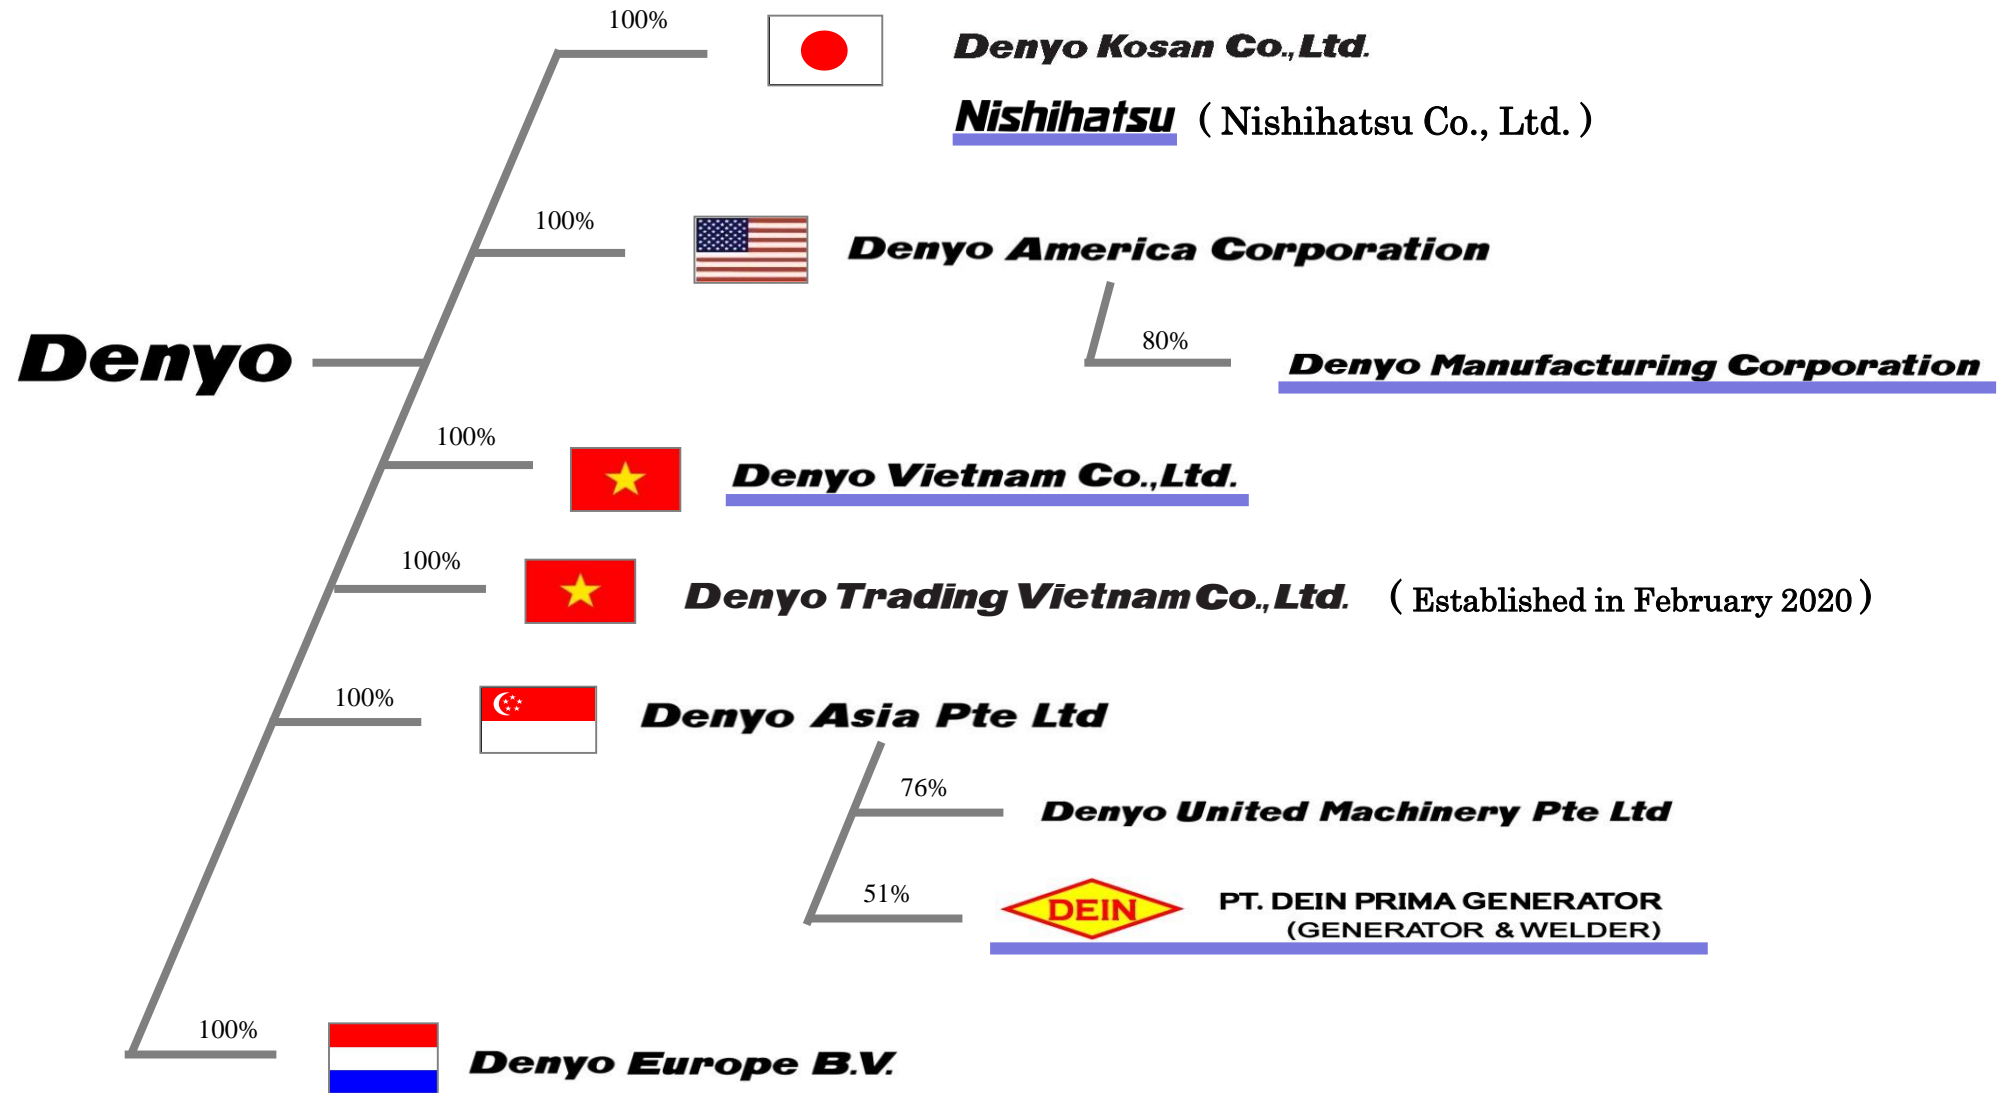 100%
Denyo Kosan Co.,Ltd.
Nishihatsu ( Nishihatsu Co., Ltd. )
100%
Denyo America Corporation
Denyo
80%
Denyo Manufacturing Corporation
100%
Denyo Vietnam Co.,Ltd.
100%
Denyo Trading Vietnam Co.,Ltd. ( Established in February 2020 )
100%
Denyo Asia Pte Ltd
76%
Denyo United Machinery Pte Ltd
51%
DEIN PT. DEIN PRIMA GENERATOR
(GENERATOR & WELDER)
100%
Denyo Europe B.V.